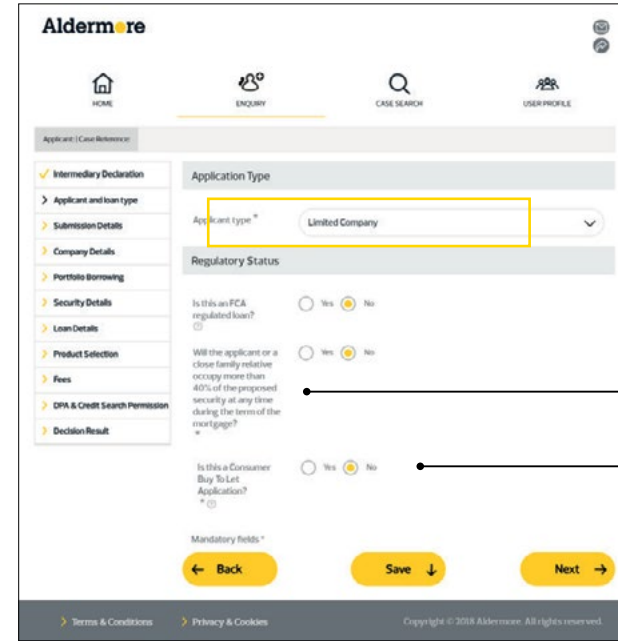 Aldermore
HOME
ENQUIRY
CASE SEARCH
USER PROFILE
Applicant: | Case Reference:
Intermediary Declaration
Applicant and loan type
Submission Details
Company Details
Portfolio Borrowing
Security Details
Loan Details
Product Selection
Fees
DPA & Credit Search Permission
Decision Result
Application Type
Applicant type *
Limited Company
Regulatory Status
Is this an FCA
regulated loan?
Yes No
Will the applicant or a
close family relative
occupy more than
40% of the proposed
security at any time
during the term of the
mortgage?
*
Yes No
Is this a Consumer
Buy To Let
Application?
*
Yes No
Mandatory fields *
Back
Save
Next
Terms & Conditions
Privacy & Cookies
Copyright © 2018 Aldermore. All rights reserved.